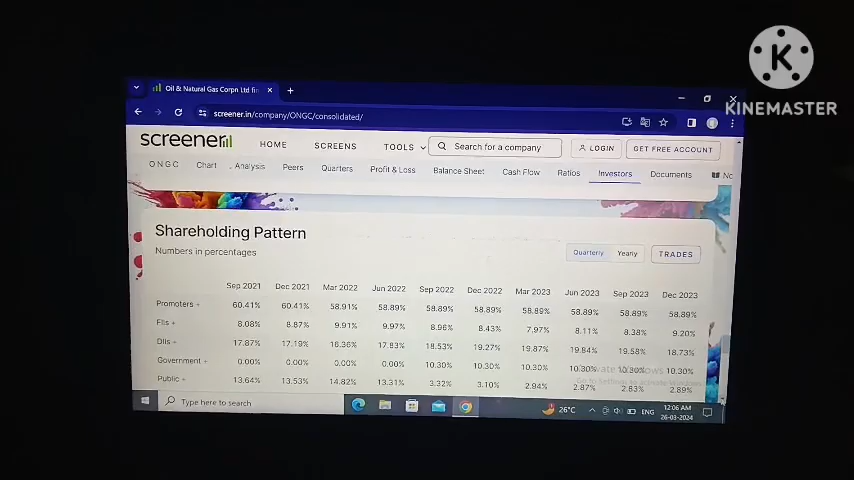 KINEMASTER
Oil & Natural Gas Corpn Ltd fin
screener.in/company/ONGC/consolidated/
screener HOME SCREENS TOOLS Search for a company LOGIN GET FREE ACCOUNT
ONGC Chart Analysis Peers Quarters Profit & Loss Balance Sheet Cash Flow Ratios Investors Documents No
Shareholding Pattern
Numbers in percentages
Quarterly Yearly TRADES
Sep 2021 Dec 2021 Mar 2022 Jun 2022 Sep 2022 Dec 2022 Mar 2023 Jun 2023 Sep 2023 Dec 2023
Promoters + 60.41% 60.41% 58.91% 58.89% 58.89% 58.89% 58.89% 58.89% 58.89% 58.89%
FIIs + 8.08% 8.87% 9.91% 9.97% 8.96% 8.43% 7.97% 8.11% 8.38% 9.20%
DIIs + 17.87% 17.19% 16.36% 17.83% 18.53% 19.27% 19.87% 19.84% 19.58% 18.73%
Government + 0.00% 0.00% 0.00% 0.00% 10.30% 10.30% 10.30% 10.30% 10.30% 10.30%
Public + 13.64% 13.53% 14.82% 13.31% 3.32% 3.10% 2.94% 2.87% 2.83% 2.89%
Go to Settings to activate Windows
Type here to search 26°C ENG 12:06 AM
26-03-2024